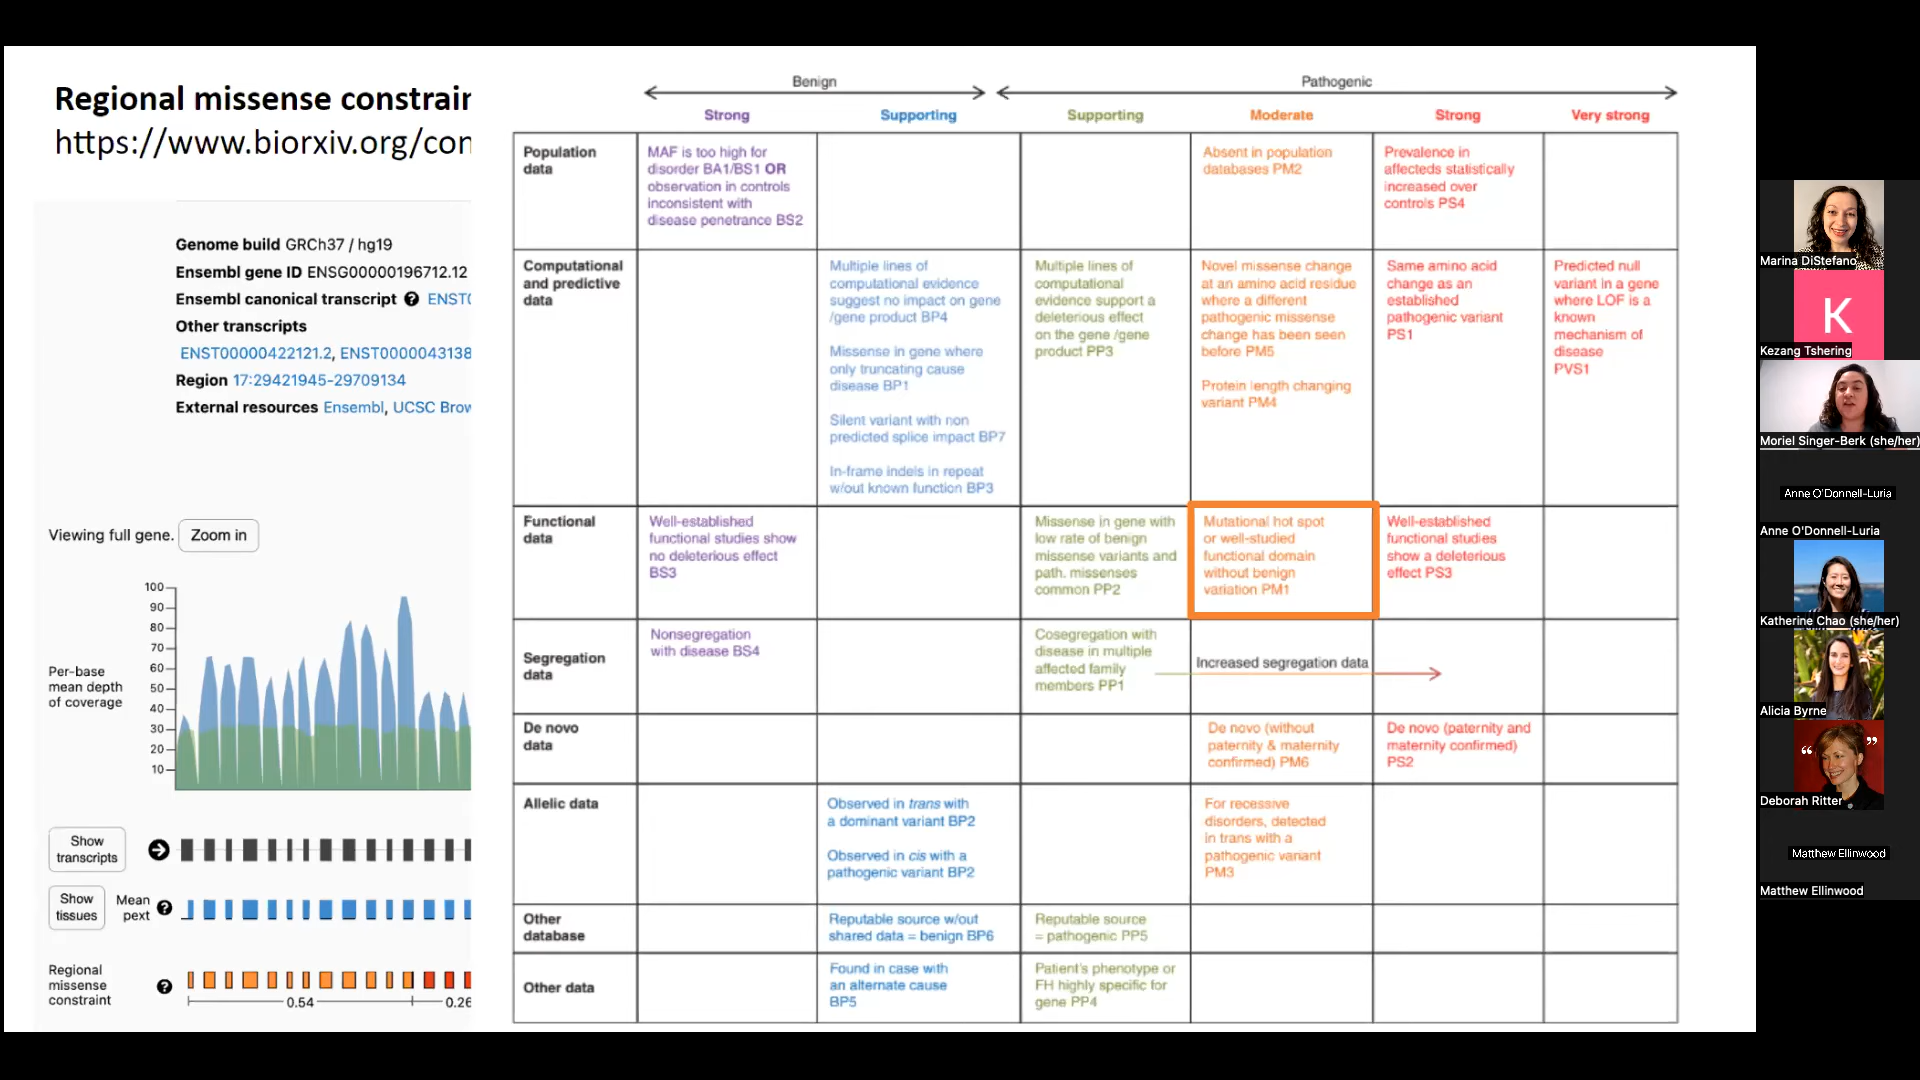 Regional missense constrain
https://www.biorxiv.org/con
Genome build GRCh37 / hg19
Ensembl gene ID ENSG00000196712.12
Ensembl canonical transcript ? ENST0
Other transcripts
ENST00000422121.2, ENST0000043138
Region 17:29421945-29709134
External resources Ensembl, UCSC Brow
Viewing full gene. Zoom in
100
90
80
70
60
50
40
30
20
10
Per-base
mean depth
of coverage
Show
transcripts
Show
tissues
Mean
pext
?
Regional
missense
constraint
?
0.54
0.26
Benign
Pathogenic
Strong
Supporting
Supporting
Moderate
Strong
Very strong
Population
data
MAF is too high for
disorder BA1/BS1 OR
observation in controls
inconsistent with
disease penetrance BS2
Absent in population
databases PM2
Prevalence in
affecteds statistically
increased over
controls PS4
Computational
and predictive
data
Multiple lines of
computational evidence
suggest no impact on gene
/gene product BP4
Missense in gene where
only truncating cause
disease BP1
Silent variant with non
predicted splice impact BP7
In-frame indels in repeat
w/out known function BP3
Multiple lines of
computational
evidence support a
deleterious effect
on the gene /gene
product PP3
Novel missense change
at an amino acid residue
where a different
pathogenic missense
change has been seen
before PM5
Protein length changing
variant PM4
Same amino acid
change as an
established
pathogenic variant
PS1
Predicted null
variant in a gene
where LOF is a
known
mechanism of
disease
PVS1
Functional
data
Well-established
functional studies show
no deleterious effect
BS3
Missense in gene with
low rate of benign
missense variants and
path. missenses
common PP2
Mutational hot spot
or well-studied
functional domain
without benign
variation PM1
Well-established
functional studies
show a deleterious
effect PS3
Segregation
data
Nonsegregation
with disease BS4
Cosegregation with
disease in multiple
affected family
members PP1
Increased segregation data
De novo
data
De novo (without
paternity & maternity
confirmed) PM6
De novo (paternity and
maternity confirmed)
PS2
Allelic data
Observed in trans with
a dominant variant BP2
Observed in cis with a
pathogenic variant BP2
For recessive
disorders, detected
in trans with a
pathogenic variant
PM3
Other
database
Reputable source w/out
shared data = benign BP6
Reputable source
= pathogenic PP5
Other data
Found in case with
an alternate cause
BP5
Patient's phenotype or
FH highly specific for
gene PP4
Marina DiStefano
K
Kezang Tshering
Moriel Singer-Berk (she/her)
Anne O'Donnell-Luria
Anne O'Donnell-Luria
Katherine Chao (she/her)
Alicia Byrne
“ ”
Deborah Ritter
Matthew Ellinwood
Matthew Ellinwood